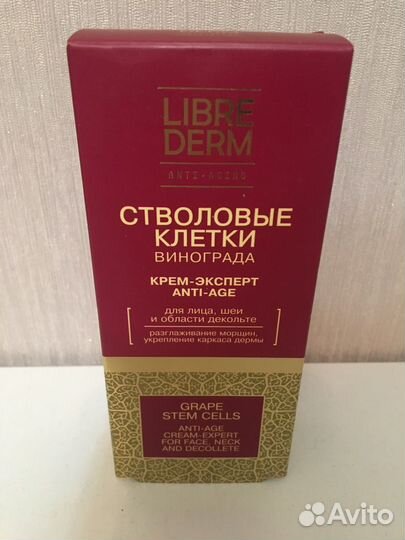 LIBRE
DERM
ANTI-AGING
СТВОЛОВЫЕ
КЛЕТКИ
ВИНОГРАДА
КРЕМ-ЭКСПЕРТ
ANTI-AGE
для лица, шеи
и области декольте
разглаживание морщин,
укрепление каркаса дермы
GRAPE
STEM CELLS
ANTI-AGE
CREAM-EXPERT
FOR FACE, NECK
AND DECOLLETE
Avito